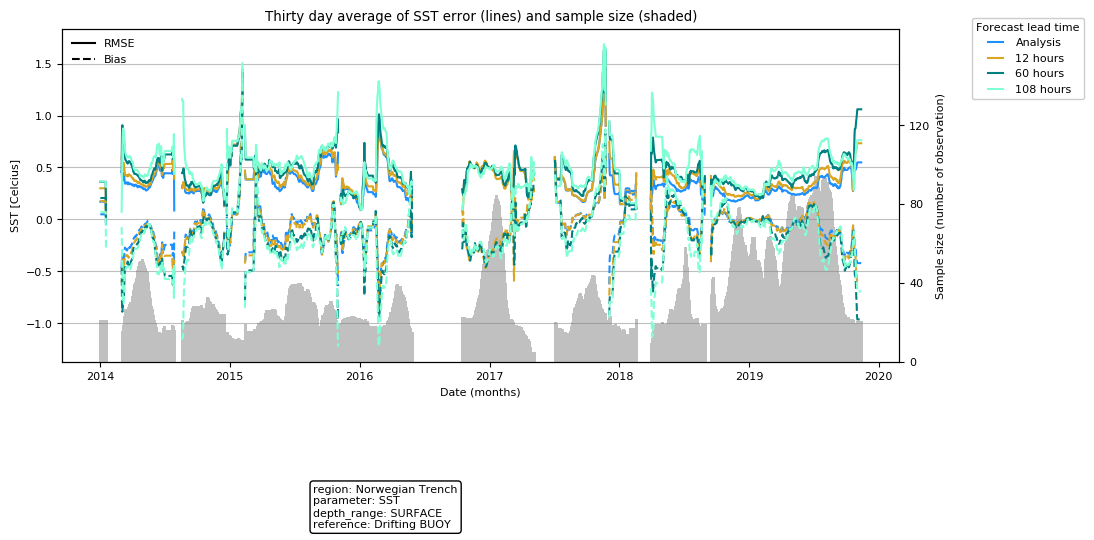 Thirty day average of SST error (lines) and sample size (shaded)
RMSE
Bias
Forecast lead time
Analysis
12 hours
60 hours
108 hours
SST [Celcius]
1.5
1.0
0.5
0.0
−0.5
−1.0
Sample size (number of observation)
120
80
40
0
2014
2015
2016
2017
2018
2019
2020
Date (months)
region: Norwegian Trench
parameter: SST
depth_range: SURFACE
reference: Drifting BUOY